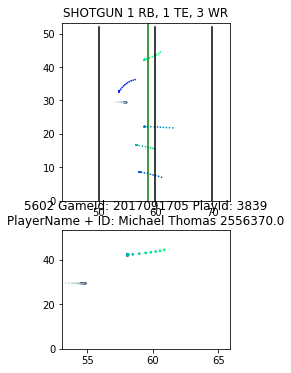 SHOTGUN 1 RB, 1 TE, 3 WR
50
40
30
20
10
0
50 60 70
5602 GameId: 2017091705 PlayId: 3839
PlayerName + ID: Michael Thomas 2556370.0
40
20
0
55 60 65